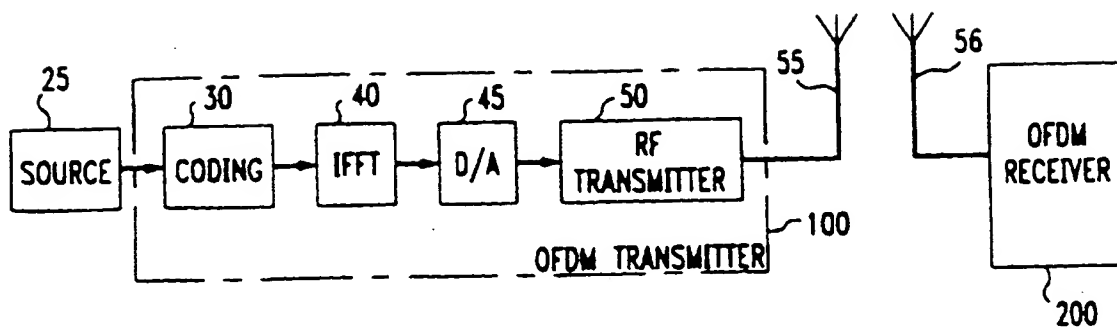 25
30
40
45
50
55
56
SOURCE
CODING
IFFT
D/A
RF
TRANSMITTER
OFDM
RECEIVER
100
OFDM TRANSMITTER
200